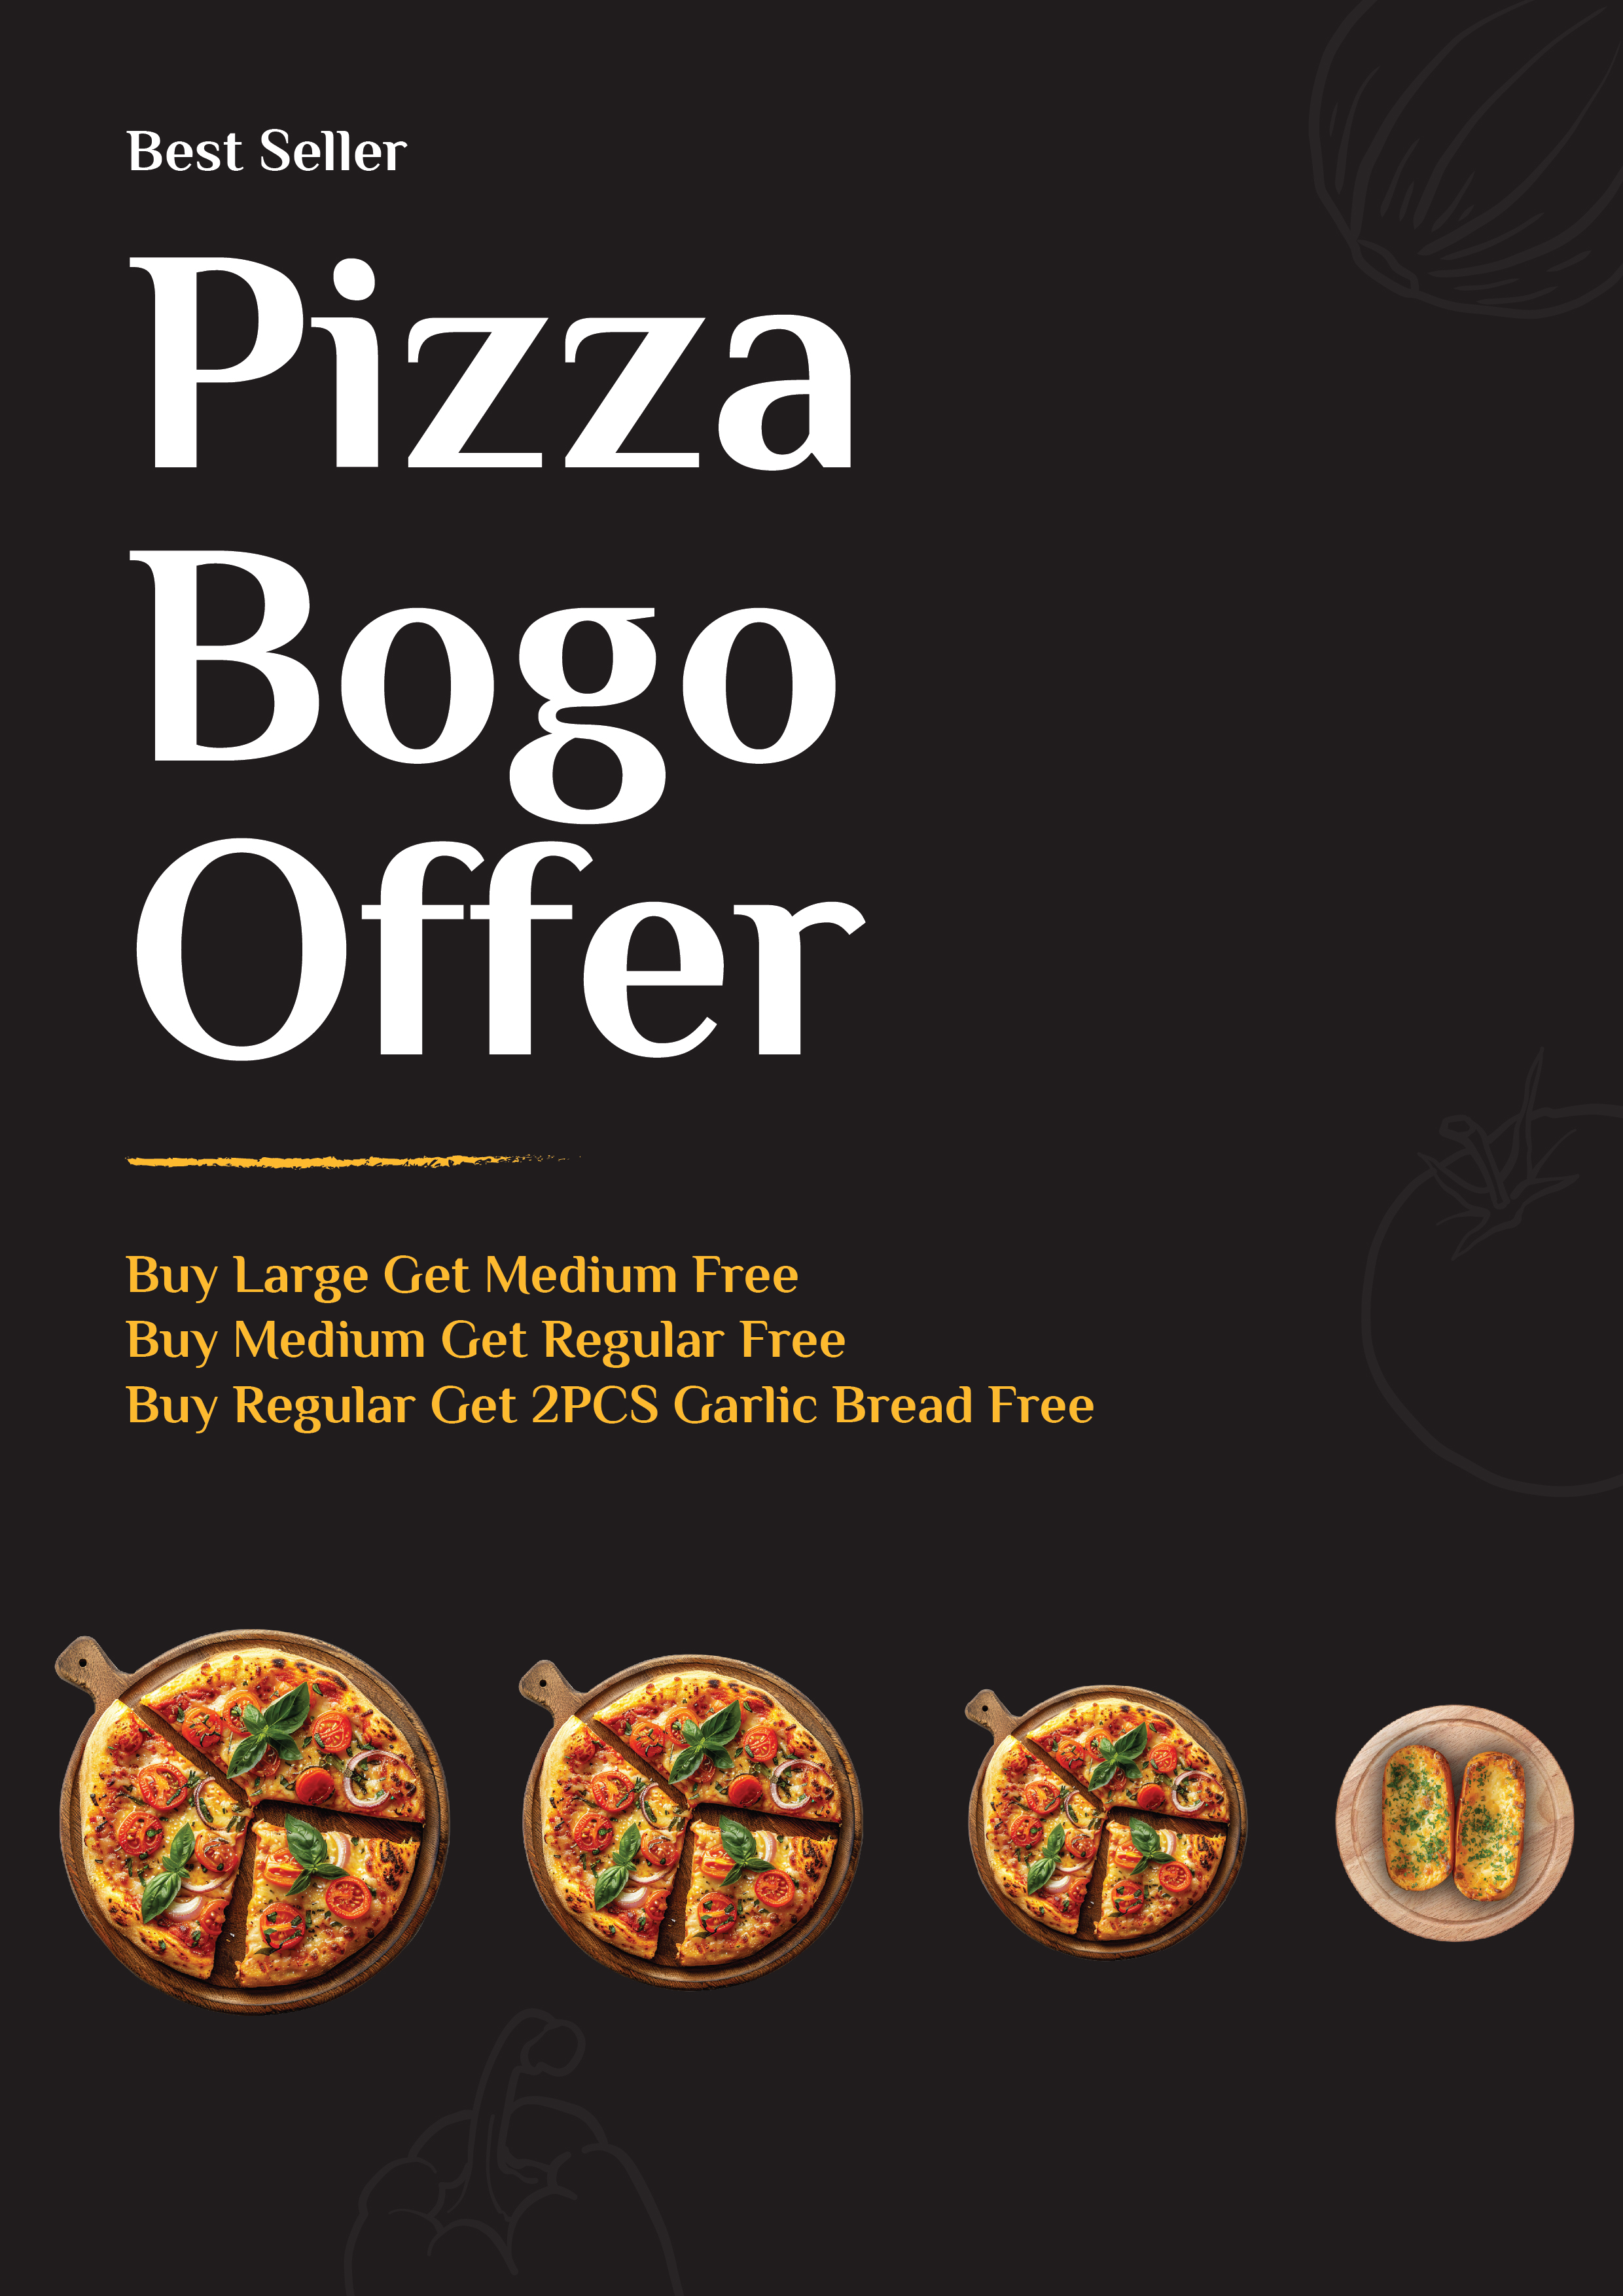 Best Seller
Pizza
Bogo
Offer
Buy Large Get Medium Free
Buy Medium Get Regular Free
Buy Regular Get 2PCS Garlic Bread Free